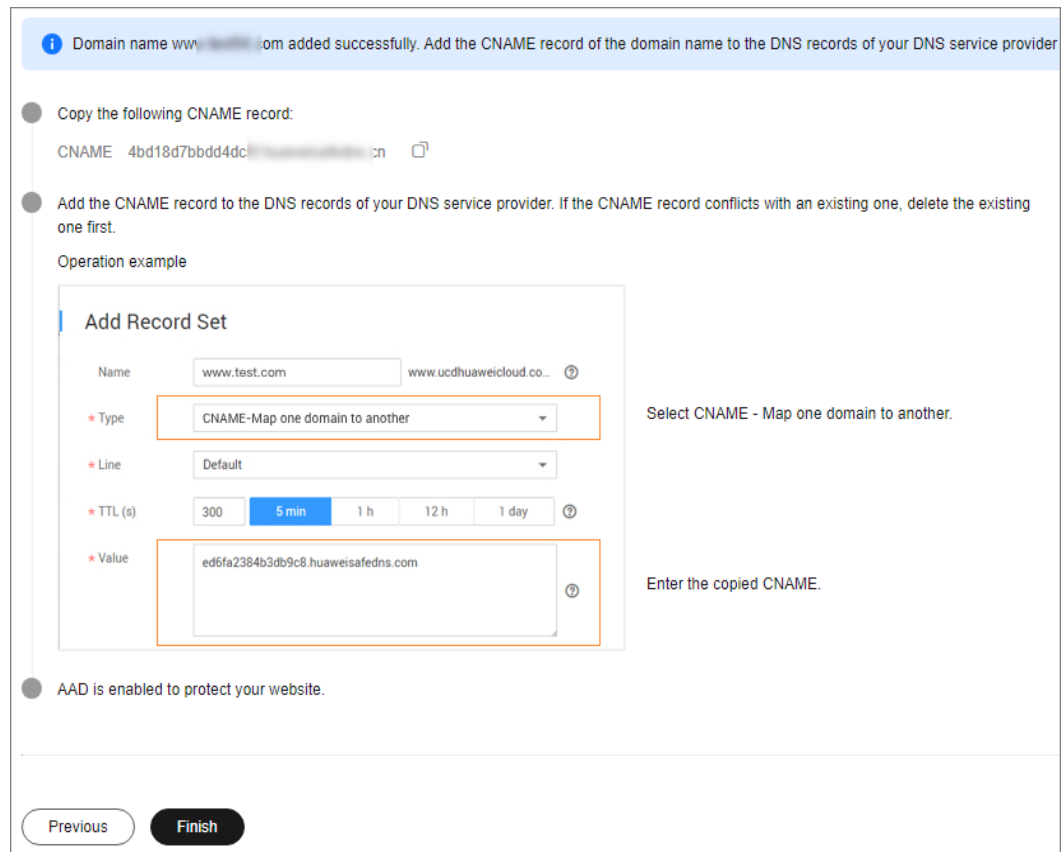 Domain name www com added successfully. Add the CNAME record of the domain name to the DNS records of your DNS service provider
Copy the following CNAME record:
CNAME 4bd18d7bbdd4dc cn
Add the CNAME record to the DNS records of your DNS service provider. If the CNAME record conflicts with an existing one, delete the existing
one first.
Operation example
Add Record Set
Name www.test.com www.ucdhuaweicloud.co...
* Type CNAME-Map one domain to another
Select CNAME - Map one domain to another.
* Line Default
* TTL (s) 300 5 min 1 h 12 h 1 day
* Value ed6fa2384b3db9c8.huaweisafedns.com
Enter the copied CNAME.
AAD is enabled to protect your website.
Previous Finish